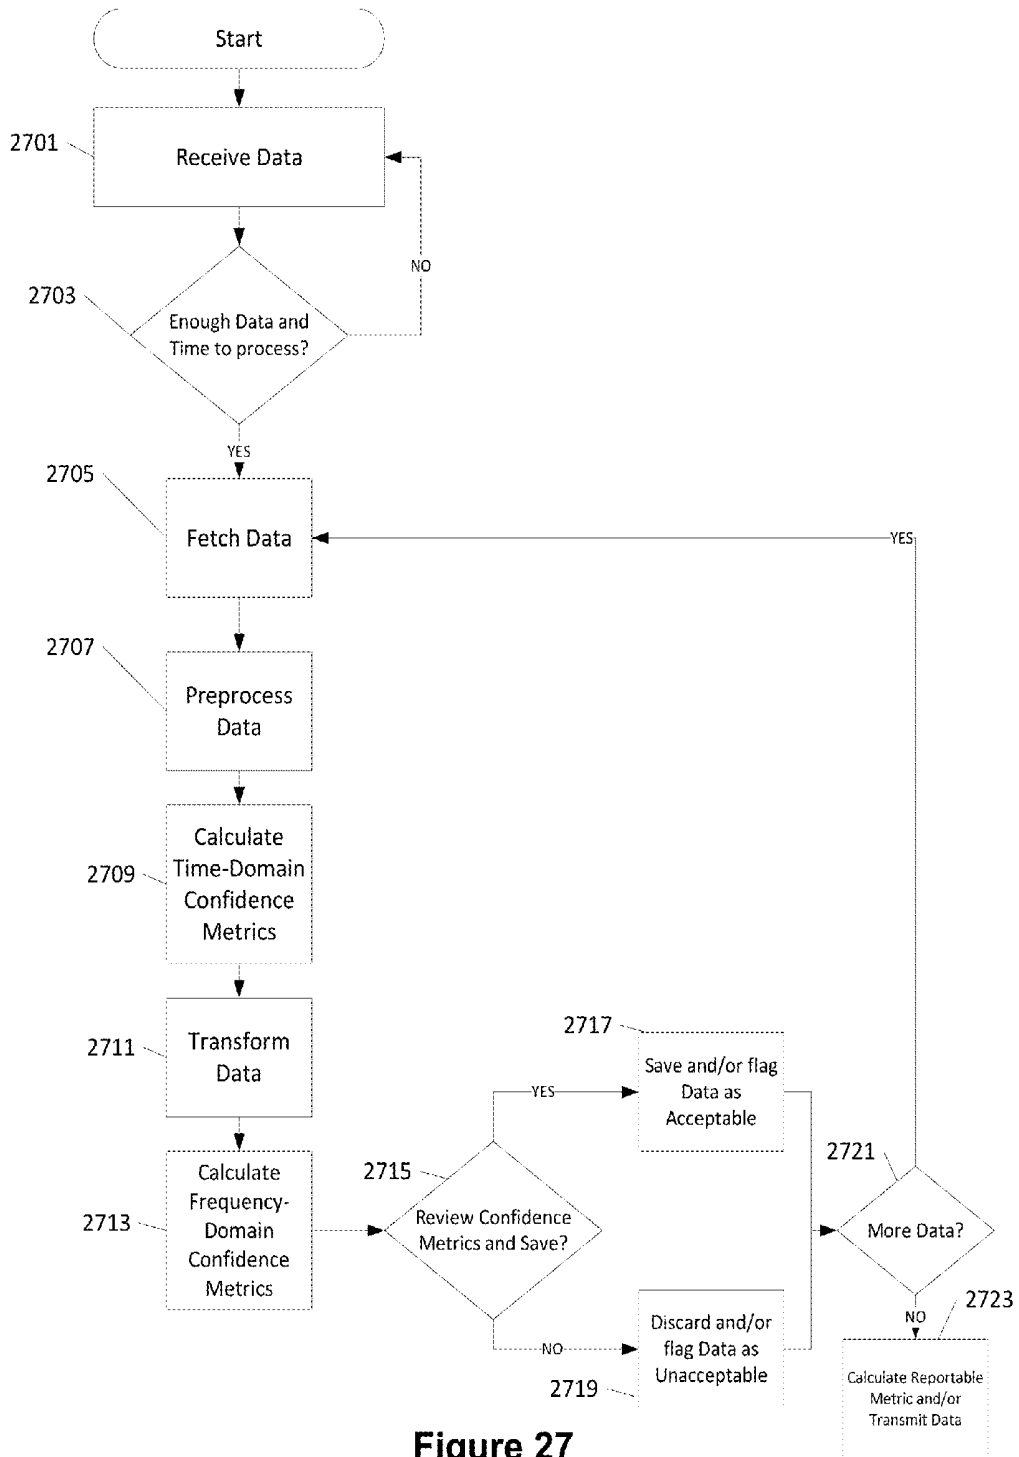 Start
2701
Receive Data
NO
2703
Enough Data and
Time to process?
YES
2705
Fetch Data
YES
2707
Preprocess
Data
2709
Calculate
Time-Domain
Confidence
Metrics
2711
Transform
Data
2713
Calculate
Frequency-
Domain
Confidence
Metrics
2715
Review Confidence
Metrics and Save?
YES
2717
Save and/or flag
Data as
Acceptable
NO
2719
Discard and/or
flag Data as
Unacceptable
2721
More Data?
NO
2723
Calculate Reportable
Metric and/or
Transmit Data
Figure 27